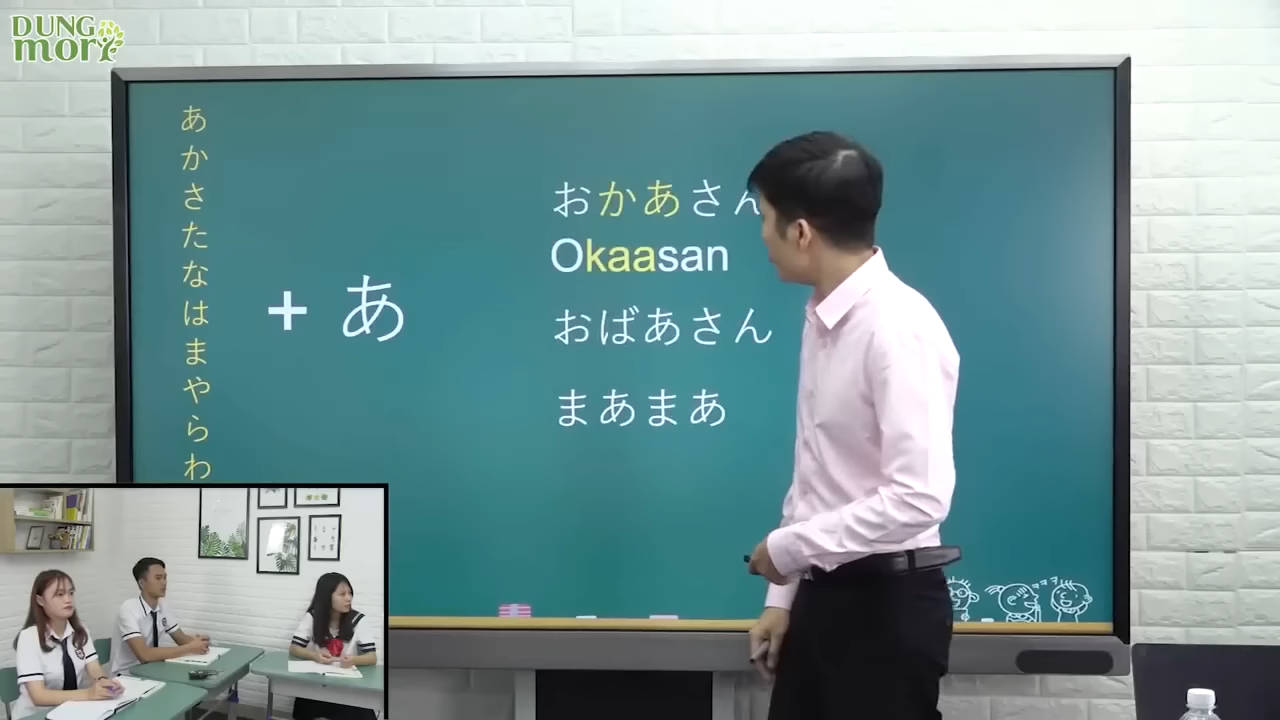 DUNG
mori
あ
か
さ
た
な
は
ま
や
ら
わ
+ あ
おかあさん
Okaasan
おばあさん
まあまあ